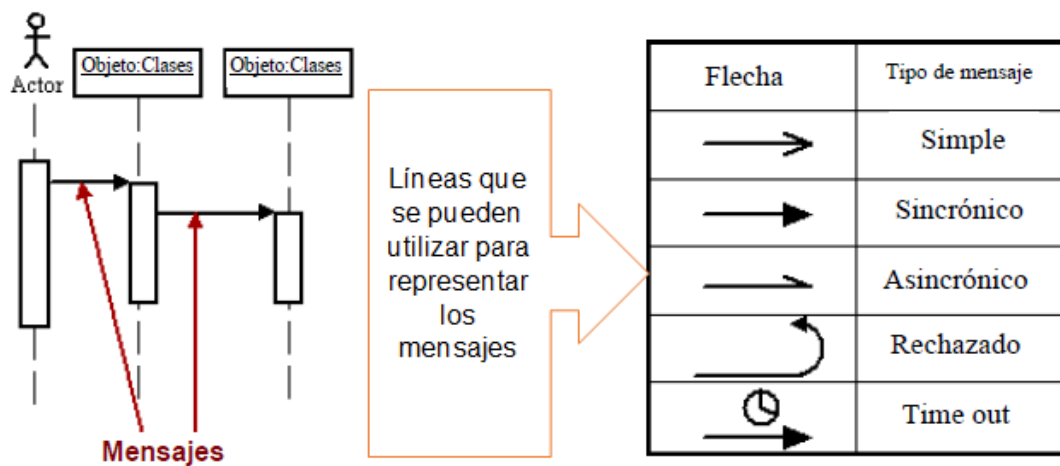 Actor
Objeto:Clases
Objeto:Clases
Mensajes
Líneas que
se pueden
utilizar para
representar
los
mensajes
Flecha Tipo de mensaje
Simple
Sincrónico
Asincrónico
Rechazado
Time out